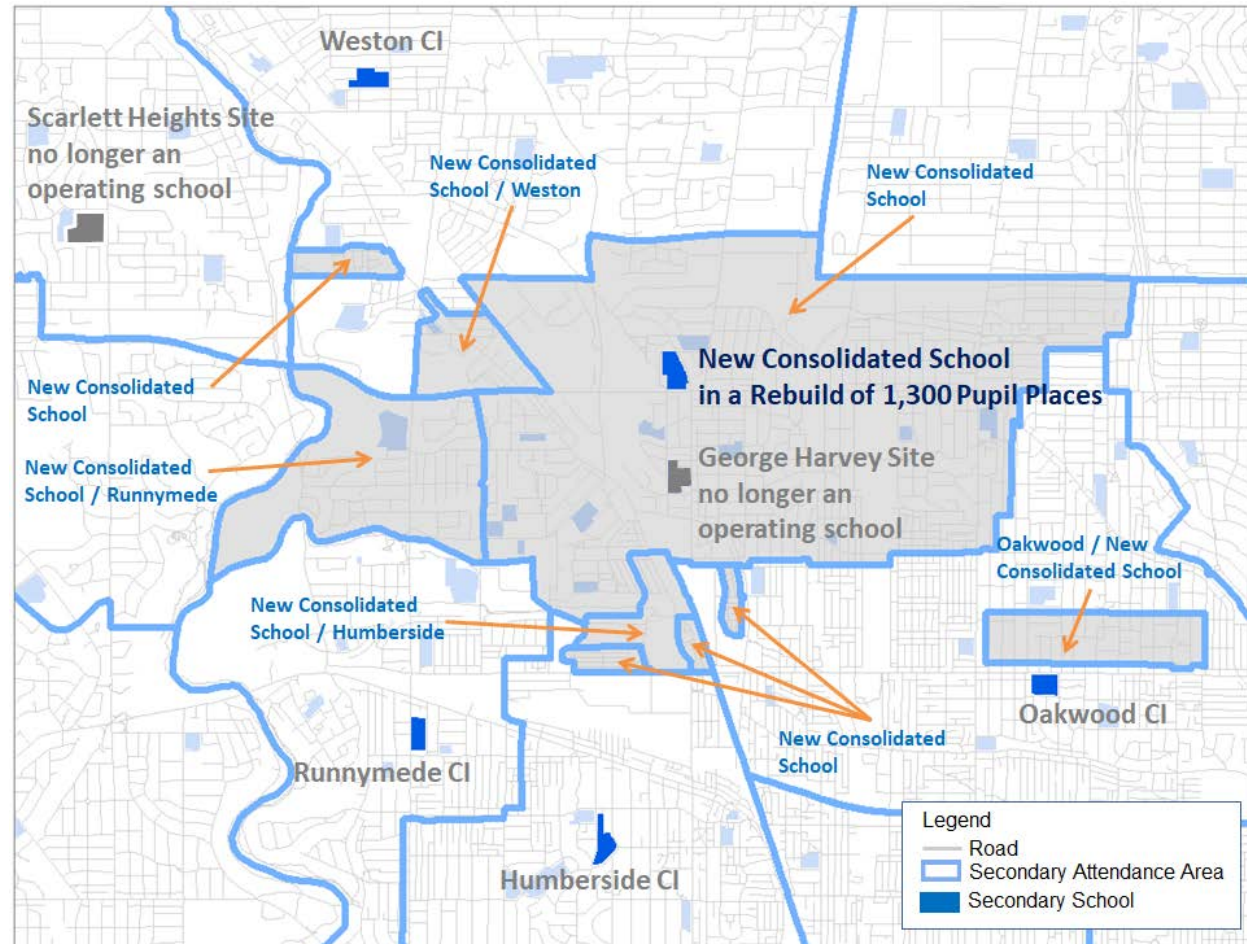 Weston CI
Scarlett Heights Site
no longer an
operating school
New Consolidated
School / Weston
New Consolidated
School
New Consolidated School
in a Rebuild of 1,300 Pupil Places
New Consolidated
School
New Consolidated
School / Runnymede
George Harvey Site
no longer an
operating school
Oakwood / New
Consolidated School
New Consolidated
School / Humberside
Oakwood CI
New Consolidated
School
Runnymede CI
Humberside CI
Legend
Road
Secondary Attendance Area
Secondary School